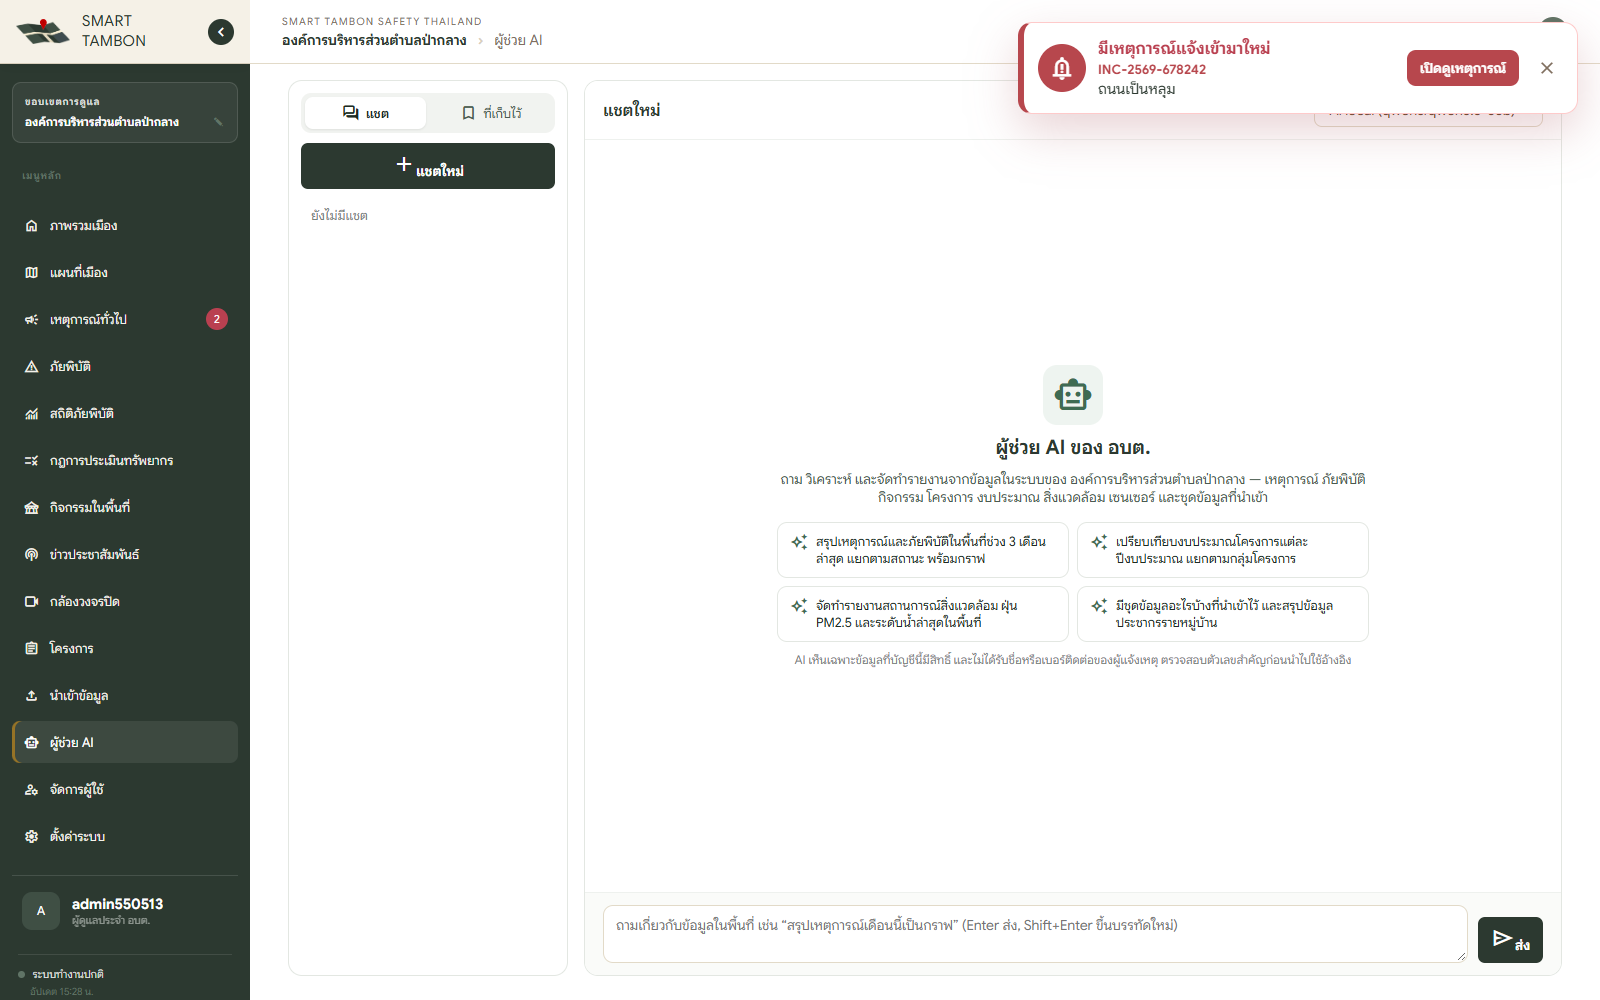 SMART
TAMBON
ขอบเขตการดูแล
องค์การบริหารส่วนตำบลป่ากลาง
เมนูหลัก
ภาพรวมเมือง
แผนที่เมือง
เหตุการณ์ทั่วไป
2
ภัยพิบัติ
สถิติภัยพิบัติ
กฎการประเมินทรัพยากร
กิจกรรมในพื้นที่
ข่าวประชาสัมพันธ์
กล้องวงจรปิด
โครงการ
นำเข้าข้อมูล
ผู้ช่วย AI
จัดการผู้ใช้
ตั้งค่าระบบ
A
admin550513
ผู้ดูแลประจำ อบต.
ระบบทำงานปกติ
อัปเดต 15:28 น.
SMART TAMBON SAFETY THAILAND
องค์การบริหารส่วนตำบลป่ากลาง › ผู้ช่วย AI
มีเหตุการณ์แจ้งเข้ามาใหม่
INC-2569-678242
ถนนเป็นหลุม
เปิดดูเหตุการณ์
แชต
ที่เก็บไว้
แชตใหม่
ยังไม่มีแชต
แชตใหม่
ผู้ช่วย AI ของ อบต.
ถาม วิเคราะห์ และจัดทำรายงานจากข้อมูลในระบบของ องค์การบริหารส่วนตำบลป่ากลาง — เหตุการณ์ ภัยพิบัติ
กิจกรรม โครงการ งบประมาณ สิ่งแวดล้อม เซนเซอร์ และชุดข้อมูลที่นำเข้า
สรุปเหตุการณ์และภัยพิบัติในพื้นที่ช่วง 3 เดือน
ล่าสุด แยกตามสถานะ พร้อมกราฟ
เปรียบเทียบงบประมาณโครงการแต่ละ
ปีงบประมาณ แยกตามกลุ่มโครงการ
จัดทำรายงานสถานการณ์สิ่งแวดล้อม ฝุ่น
PM2.5 และระดับน้ำล่าสุดในพื้นที่
มีชุดข้อมูลอะไรบ้างที่นำเข้าไว้ และสรุปข้อมูล
ประชากรรายหมู่บ้าน
AI เห็นเฉพาะข้อมูลที่บัญชีนี้มีสิทธิ์ และไม่ได้รับชื่อหรือเบอร์ติดต่อของผู้แจ้งเหตุ ตรวจสอบตัวเลขสำคัญก่อนนำไปใช้อ้างอิง
ถามเกี่ยวกับข้อมูลในพื้นที่ เช่น “สรุปเหตุการณ์เดือนนี้เป็นกราฟ” (Enter ส่ง, Shift+Enter ขึ้นบรรทัดใหม่)
ส่ง